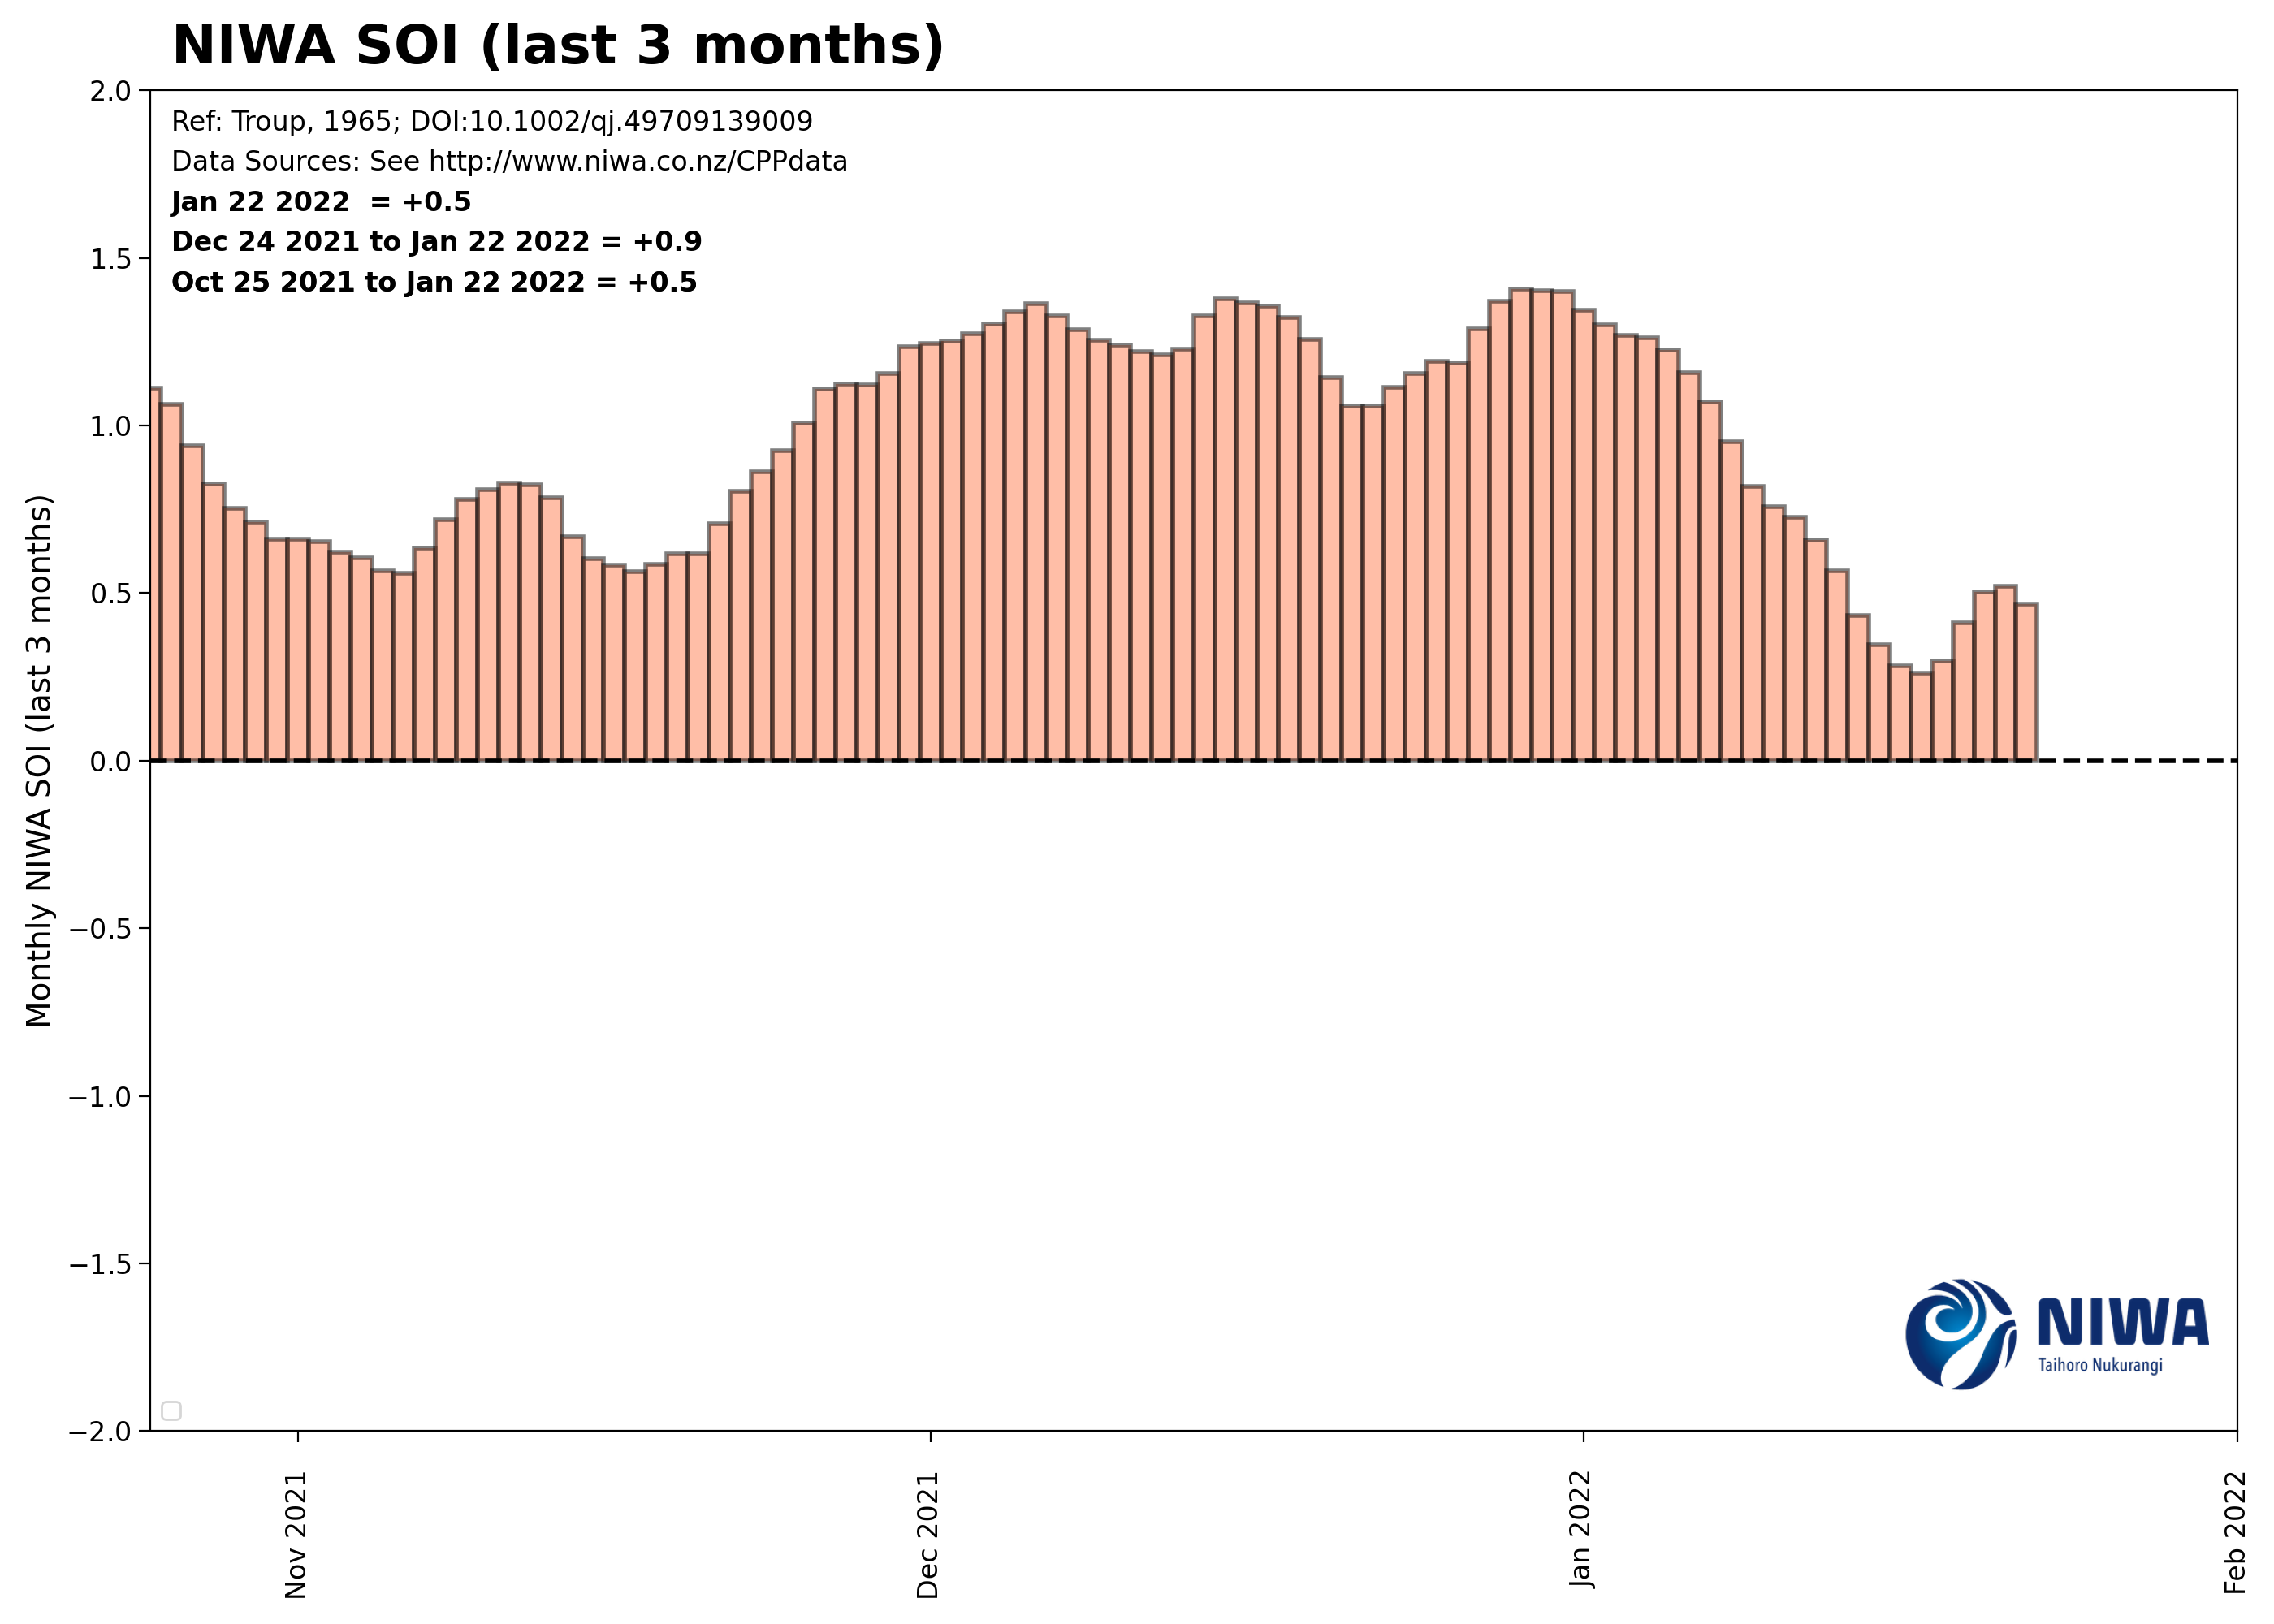 NIWA SOI (last 3 months)
Ref: Troup, 1965; DOI:10.1002/qj.49709139009
Data Sources: See http://www.niwa.co.nz/CPPdata
Jan 22 2022  = +0.5
Dec 24 2021 to Jan 22 2022 = +0.9
Oct 25 2021 to Jan 22 2022 = +0.5
Monthly NIWA SOI (last 3 months)
2.0
1.5
1.0
0.5
0.0
−0.5
−1.0
−1.5
−2.0
NIWA
Taihoro Nukurangi
Nov 2021
Dec 2021
Jan 2022
Feb 2022